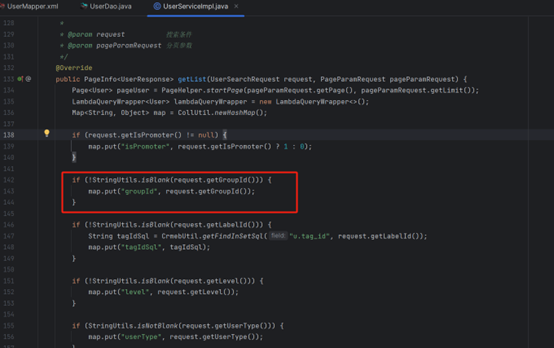 UserMapper.xml UserDao.java UserServiceImpl.java ×
128 *
129 * @param request 搜索条件
130 * @param pageParamRequest 分页参数
131 */
132 @Override
133 public PageInfo<UserResponse> getList(UserSearchRequest request, PageParamRequest pageParamRequest) {
134 Page<User> pageUser = PageHelper.startPage(pageParamRequest.getPage(), pageParamRequest.getLimit());
135 LambdaQueryWrapper<User> lambdaQueryWrapper = new LambdaQueryWrapper<>();
136 Map<String, Object> map = CollUtil.newHashMap();
137
138 if (request.getIsPromoter() != null) {
139 map.put("isPromoter", request.getIsPromoter() ? 1 : 0);
140 }
141
142 if (!StringUtils.isBlank(request.getGroupId())) {
143 map.put("groupId", request.getGroupId());
144 }
145
146 if (!StringUtils.isBlank(request.getLabelId())) {
147 String tagIdSql = CrmebUtil.getFindInSetSql( field: "u.tag_id", request.getLabelId());
148 map.put("tagIdSql", tagIdSql);
149 }
150
151 if (!StringUtils.isBlank(request.getLevel())) {
152 map.put("level", request.getLevel());
153 }
154
155 if (StringUtils.isNotBlank(request.getUserType())) {
156 map.put("userType", request.getUserType());